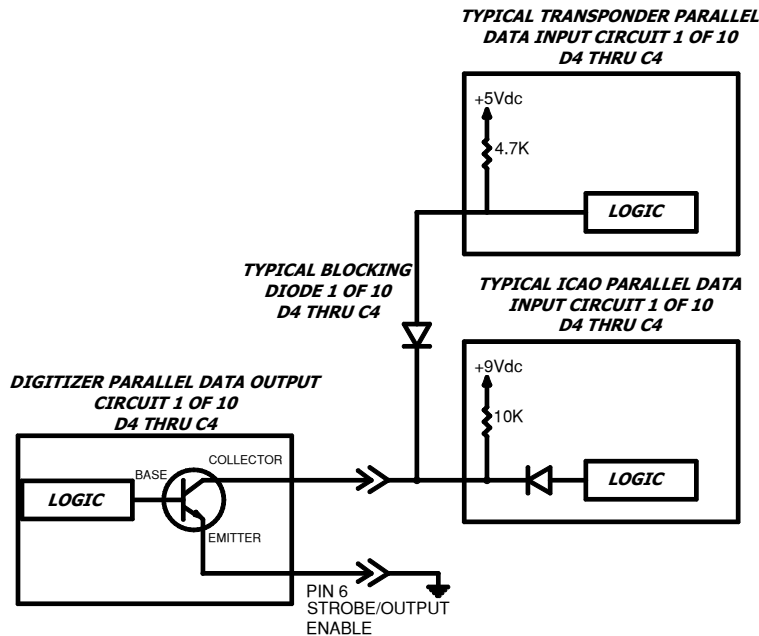 TYPICAL TRANSPONDER PARALLEL
DATA INPUT CIRCUIT 1 OF 10
D4 THRU C4
+5Vdc
4.7K
LOGIC
TYPICAL BLOCKING
DIODE 1 OF 10
D4 THRU C4
TYPICAL ICAO PARALLEL DATA
INPUT CIRCUIT 1 OF 10
D4 THRU C4
+9Vdc
10K
LOGIC
DIGITIZER PARALLEL DATA OUTPUT
CIRCUIT 1 OF 10
D4 THRU C4
LOGIC
BASE
COLLECTOR
EMITTER
PIN 6
STROBE/OUTPUT
ENABLE